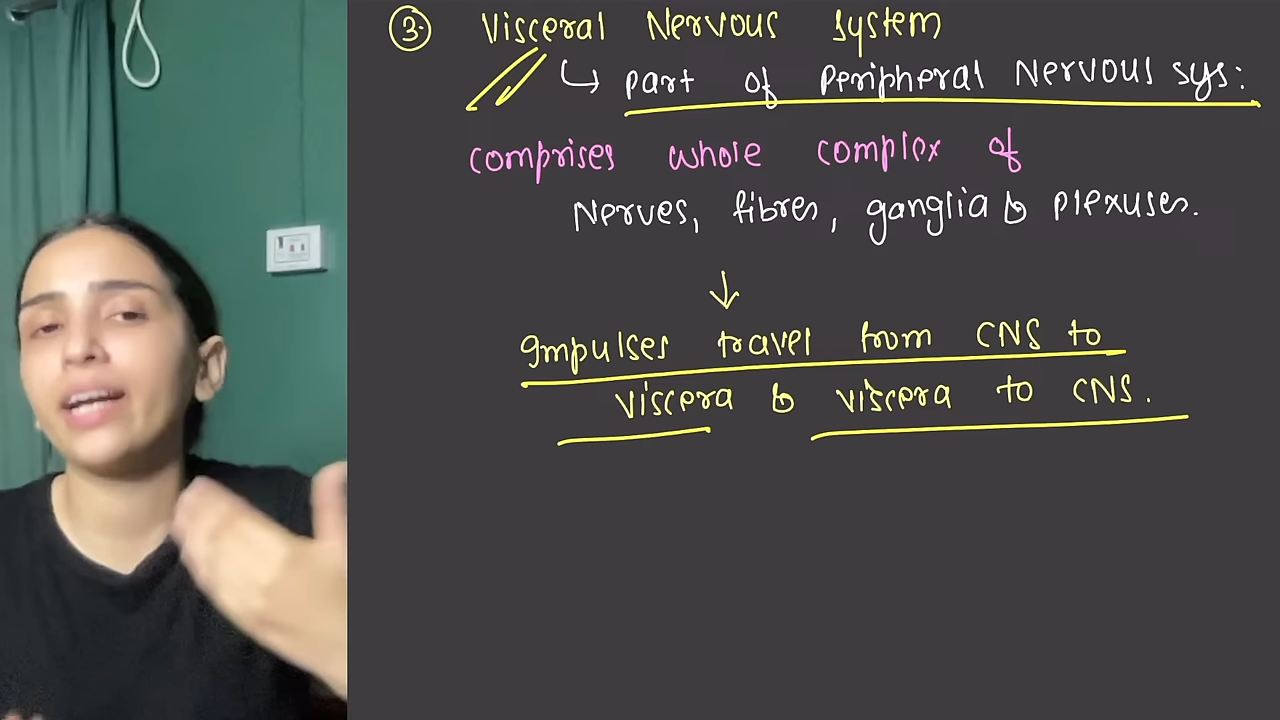 ③ Visceral Nervous System
↳ part of Peripheral Nervous sys:
comprises whole complex of
Nerves, fibres, ganglia & plexuses.
↓
Impulses travel from CNS to
viscera & viscera to CNS.